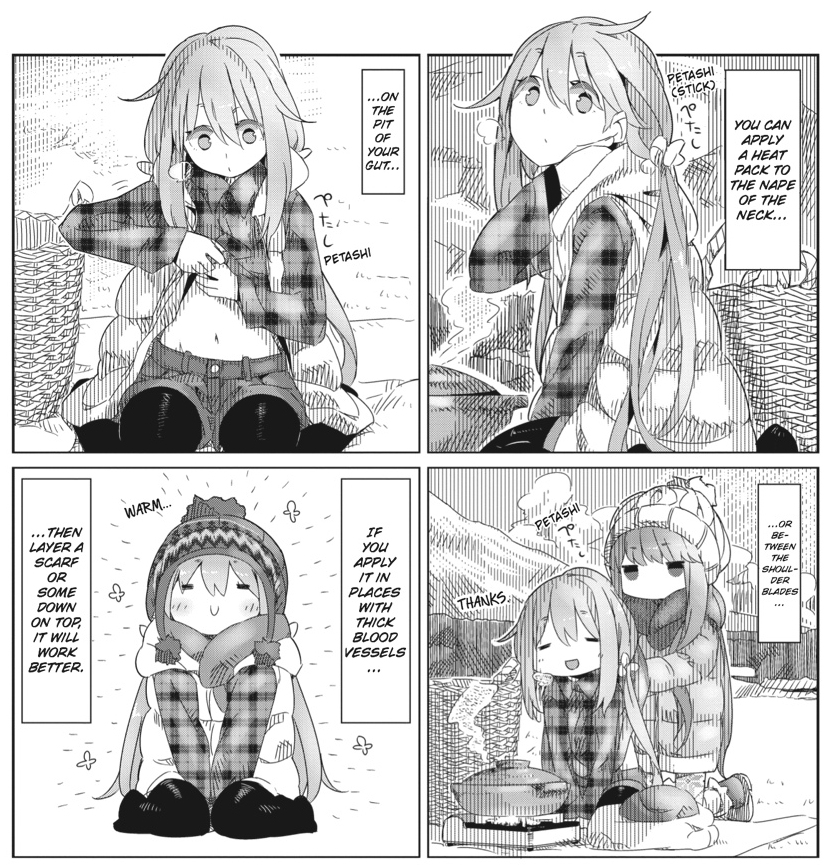 YOU CAN
APPLY
A HEAT
PACK TO
THE NAPE
OF THE
NECK...
PETASHI
(STICK)
ぺたし
...ON
THE
PIT
OF
YOUR
GUT...
ぺたし
PETASHI
...OR
BE-
TWEEN
THE
SHOUL-
DER
BLADES
...
PETASHI
ぺたし
THANKS.
IF
YOU
APPLY
IT IN
PLACES
WITH
THICK
BLOOD
VESSELS
...
WARM...
...THEN
LAYER A
SCARF
OR
SOME
DOWN
ON TOP,
IT WILL
WORK
BETTER.